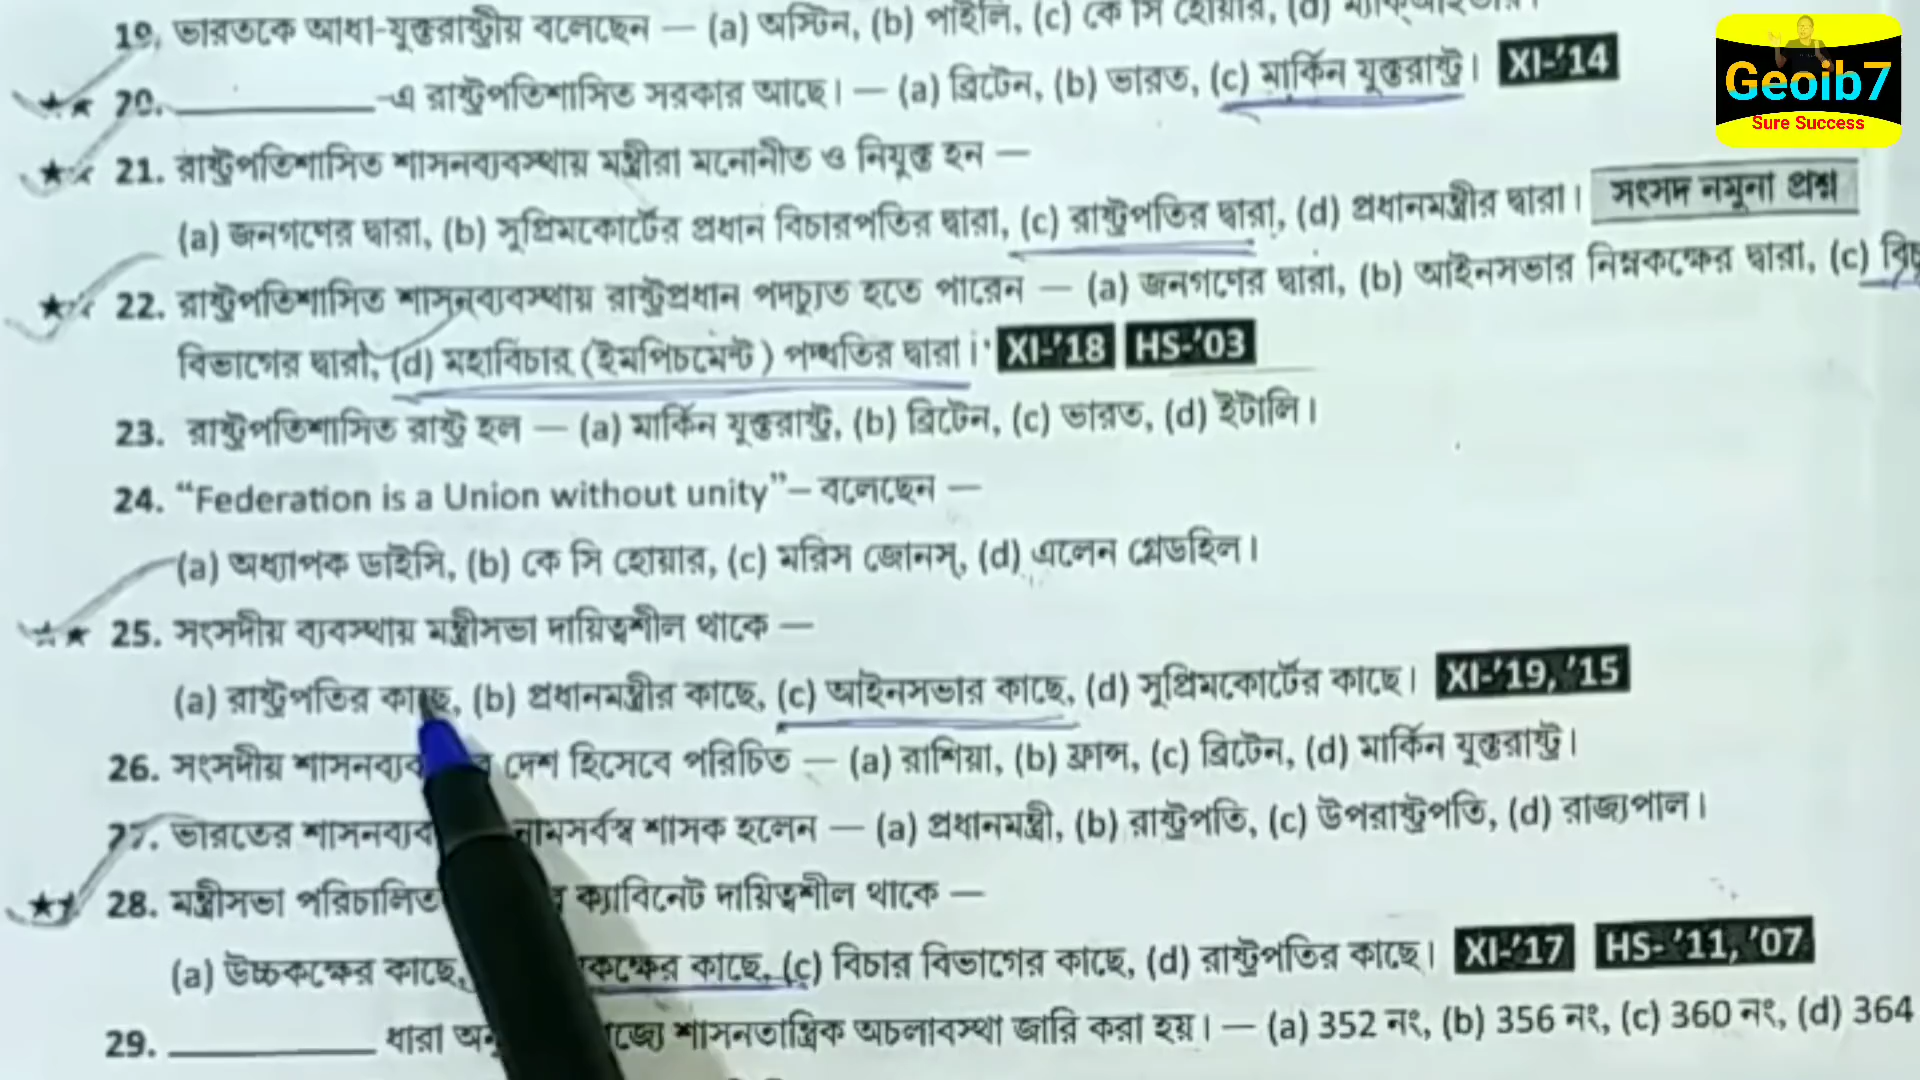 19. ভারতকে আধা-যুক্তরাষ্ট্রীয় বলেছেন — (a) অস্টিন, (b) পাইলি, (c) কে সি হোয়ার, (d)
20. __________ -এ রাষ্ট্রপতিশাসিত সরকার আছে। — (a) ব্রিটেন, (b) ভারত, (c) মার্কিন যুক্তরাষ্ট্র। XI-'14
Geoib7
Sure Success
21. রাষ্ট্রপতিশাসিত শাসনব্যবস্থায় মন্ত্রীরা মনোনীত ও নিযুক্ত হন —
(a) জনগণের দ্বারা, (b) সুপ্রিমকোর্টের প্রধান বিচারপতির দ্বারা, (c) রাষ্ট্রপতির দ্বারা, (d) প্রধানমন্ত্রীর দ্বারা। সংসদ নমুনা প্রশ্ন
22. রাষ্ট্রপতিশাসিত শাসনব্যবস্থায় রাষ্ট্রপ্রধান পদচ্যুত হতে পারেন — (a) জনগণের দ্বারা, (b) আইনসভার নিম্নকক্ষের দ্বারা, (c)
বিভাগের দ্বারা, (d) মহাবিচার (ইমপিচমেন্ট) পদ্ধতির দ্বারা। XI-'18 HS-'03
23. রাষ্ট্রপতিশাসিত রাষ্ট্র হল — (a) মার্কিন যুক্তরাষ্ট্র, (b) ব্রিটেন, (c) ভারত, (d) ইটালি।
24. “Federation is a Union without unity”– বলেছেন —
(a) অধ্যাপক ডাইসি, (b) কে সি হোয়ার, (c) মরিস জোনস্, (d) এলেন গ্লেডহিল।
25. সংসদীয় ব্যবস্থায় মন্ত্রীসভা দায়িত্বশীল থাকে —
(a) রাষ্ট্রপতির কাছে, (b) প্রধানমন্ত্রীর কাছে, (c) আইনসভার কাছে, (d) সুপ্রিমকোর্টের কাছে। XI-'19, '15
26. সংসদীয় শাসনব্যব দেশ হিসেবে পরিচিত — (a) রাশিয়া, (b) ফ্রান্স, (c) ব্রিটেন, (d) মার্কিন যুক্তরাষ্ট্র।
27. ভারতের শাসনব্যব নামসর্বস্ব শাসক হলেন — (a) প্রধানমন্ত্রী, (b) রাষ্ট্রপতি, (c) উপরাষ্ট্রপতি, (d) রাজ্যপাল।
28. মন্ত্রীসভা পরিচালিত ক্যাবিনেট দায়িত্বশীল থাকে —
(a) উচ্চকক্ষের কাছে, কক্ষের কাছে, (c) বিচার বিভাগের কাছে, (d) রাষ্ট্রপতির কাছে। XI-'17 HS- '11, '07
29. __________ ধারা শাসনতান্ত্রিক অচলাবস্থা জারি করা হয়। — (a) 352 নং, (b) 356 নং, (c) 360 নং, (d) 364